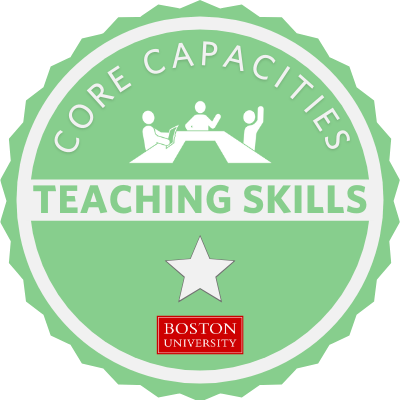 CORE CAPACITIES
TEACHING SKILLS
BOSTON
UNIVERSITY